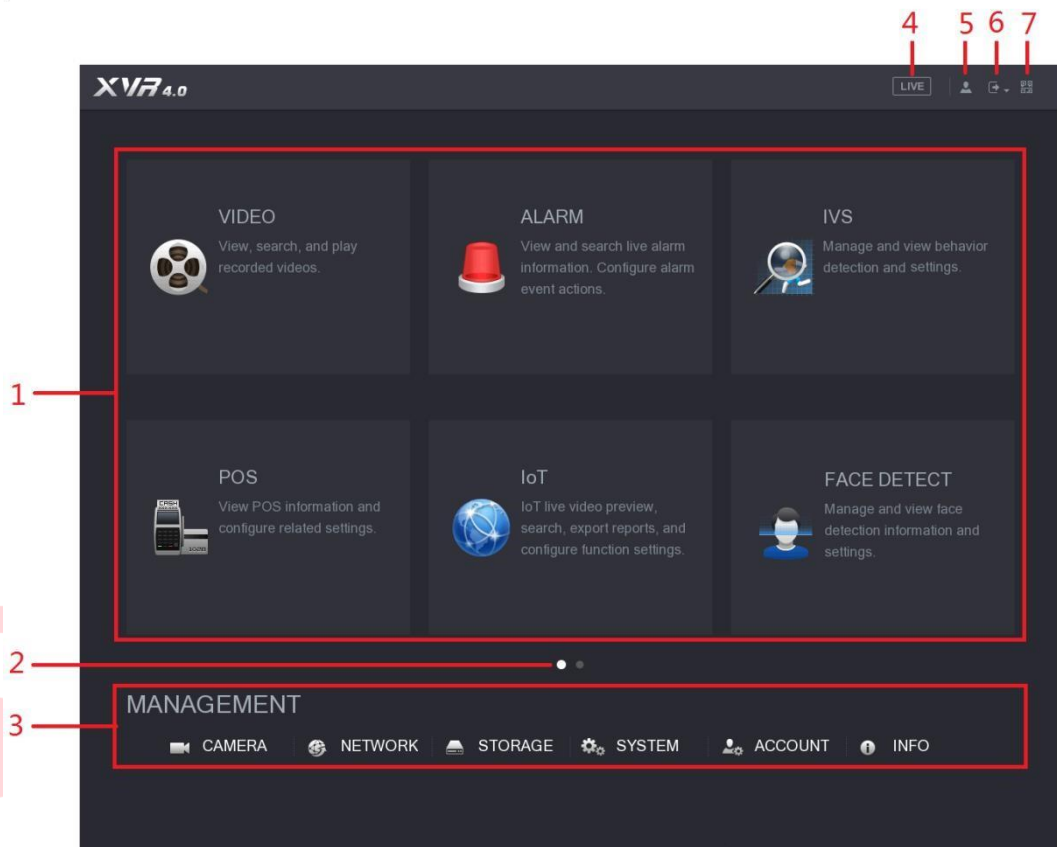 4 5 6 7
XVR 4.0
LIVE
VIDEO
View, search, and play
recorded videos.
ALARM
View and search live alarm
information. Configure alarm
event actions.
IVS
Manage and view behavior
detection and settings.
1
POS
View POS information and
configure related settings.
CASH
IoT
IoT live video preview,
search, export reports, and
configure function settings.
FACE DETECT
Manage and view face
detection information and
settings.
2
3
MANAGEMENT
CAMERA NETWORK STORAGE SYSTEM ACCOUNT INFO